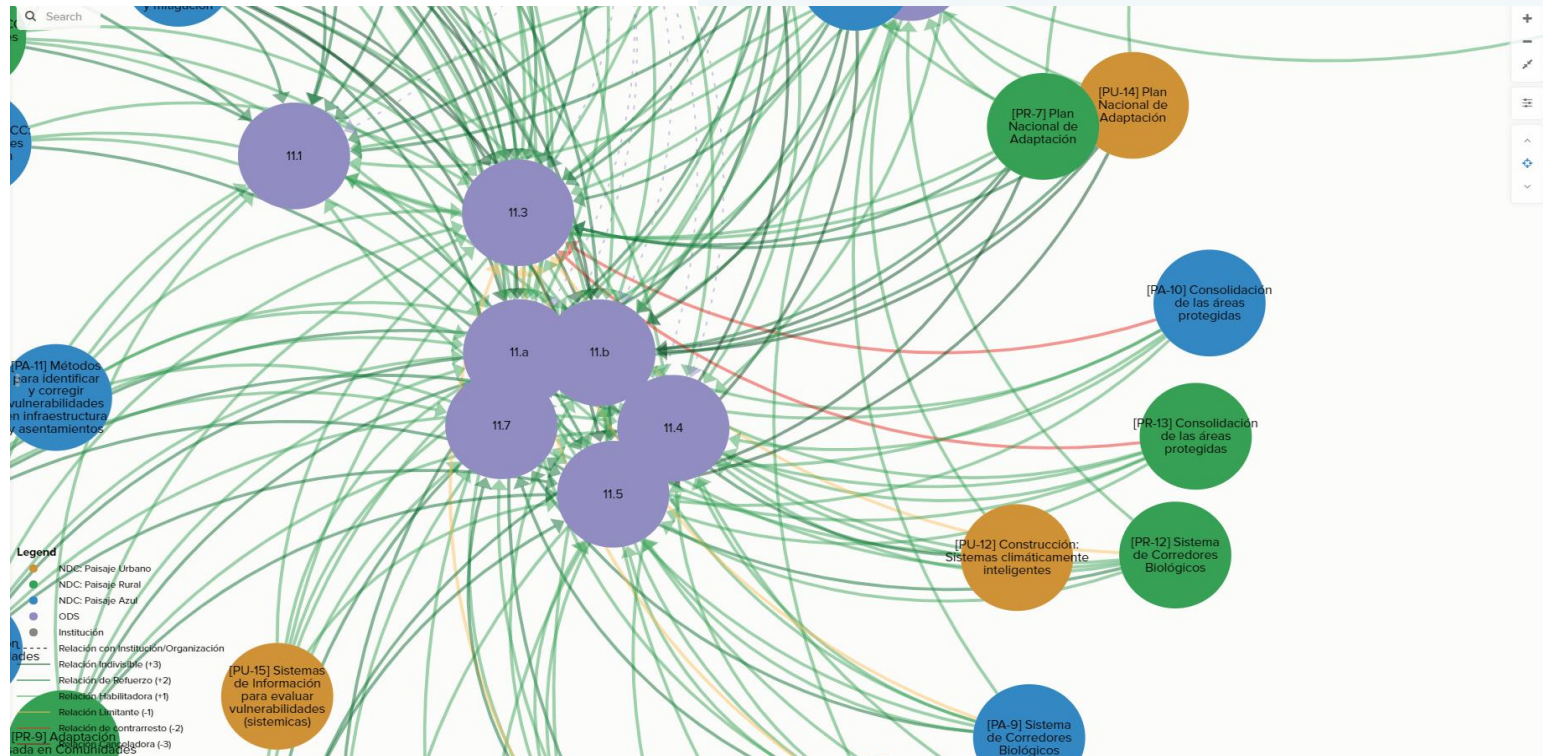 y mitigación
Search
[PU-14] Plan
Nacional de
Adaptación
[PR-7] Plan
Nacional de
Adaptación
11.1
11.3
[PA-10] Consolidación
de las áreas
protegidas
11.a
11.b
[PA-11] Métodos
para identificar
y corregir
vulnerabilidades
en infraestructura
y asentamientos
11.7
11.4
[PR-13] Consolidación
de las áreas
protegidas
11.5
[PU-12] Construcción:
Sistemas climáticamente
inteligentes
[PR-12] Sistema
de Corredores
Biológicos
Legend
NDC: Paisaje Urbano
NDC: Paisaje Rural
NDC: Paisaje Azul
ODS
Institución
Relación con Institución/Organización
Relación Indivisible (+3)
Relación de Refuerzo (+2)
Relación Habilitadora (+1)
Relación Limitante (-1)
Relación de contrarresto (-2)
Relación Canceladora (-3)
[PU-15] Sistemas
de Información
para evaluar
vulnerabilidades
(sistemicas)
[PR-9] Adaptación
en Comunidades
[PA-9] Sistema
de Corredores
Biológicos